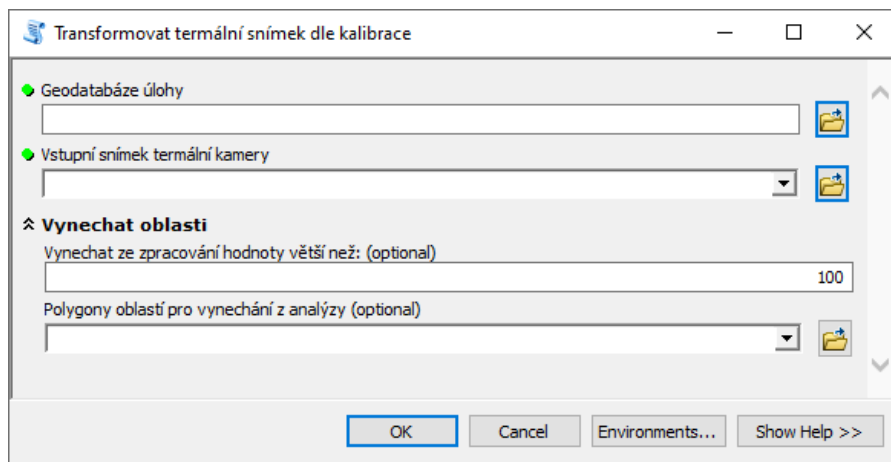 Transformovat termální snímek dle kalibrace
Geodatabáze úlohy
Vstupní snímek termální kamery
Vynechat oblasti
Vynechat ze zpracování hodnoty větší než: (optional)
100
Polygony oblastí pro vynechání z analýzy (optional)
OK Cancel Environments... Show Help >>